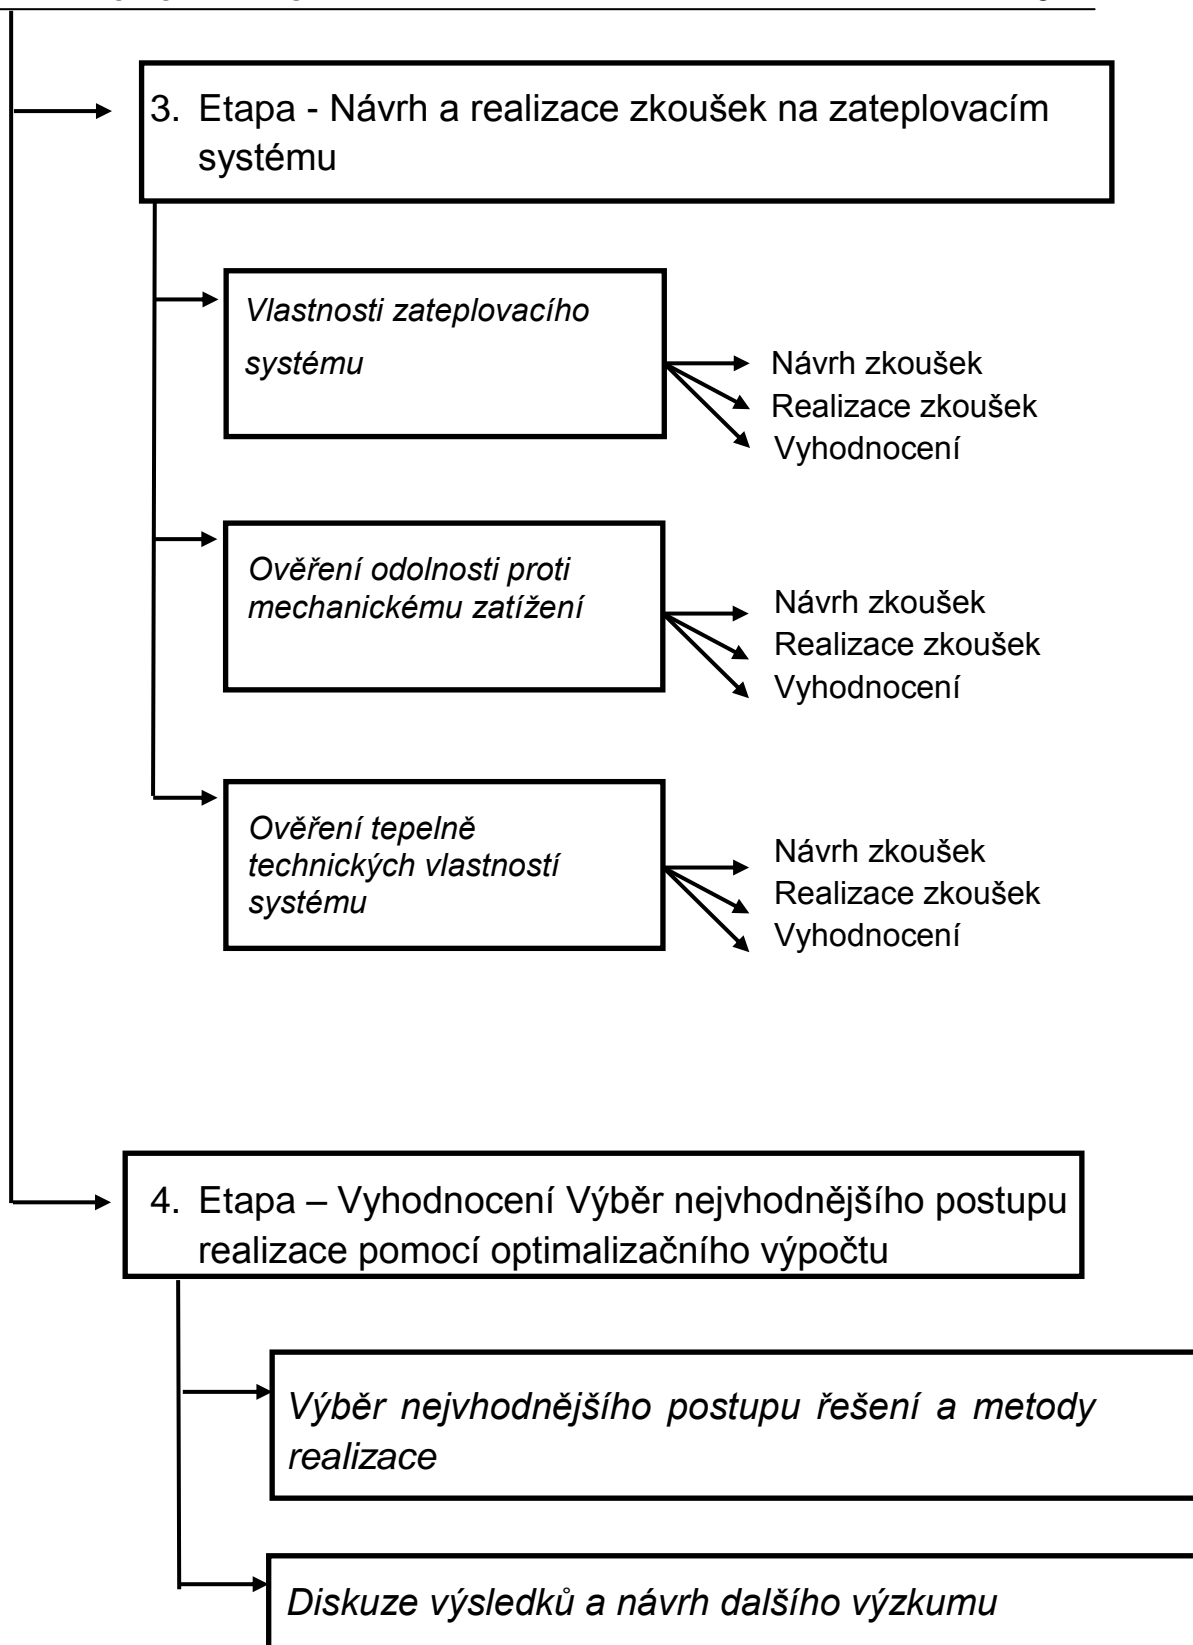 3. Etapa - Návrh a realizace zkoušek na zateplovacím
systému
Vlastnosti zateplovacího
systému
Návrh zkoušek
Realizace zkoušek
Vyhodnocení
Ověření odolnosti proti
mechanickému zatížení
Návrh zkoušek
Realizace zkoušek
Vyhodnocení
Ověření tepelně
technických vlastností
systému
Návrh zkoušek
Realizace zkoušek
Vyhodnocení
4. Etapa – Vyhodnocení Výběr nejvhodnějšího postupu
realizace pomocí optimalizačního výpočtu
Výběr nejvhodnějšího postupu řešení a metody
realizace
Diskuze výsledků a návrh dalšího výzkumu